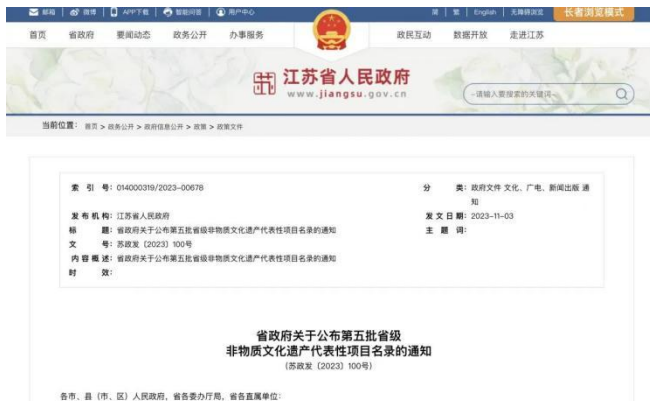 邮箱 | 微博 | APP下载 | 智能问答 | 用户中心 简 | 繁 | English | 无障碍浏览 长者浏览模式
首页 省政府 要闻动态 政务公开 办事服务 政民互动 数据开放 走进江苏
江苏省人民政府
www.jiangsu.gov.cn
~请输入要搜索的关键词~
当前位置: 首页 > 政务公开 > 政府信息公开 > 政策 > 政策文件
索 引 号: 014000319/2023-00678 分 类: 政府文件 文化、广电、新闻出版 通
知
发布机构: 江苏省人民政府 发文日期: 2023-11-03
标 题: 省政府关于公布第五批省级非物质文化遗产代表性项目名录的通知 主 题 词:
文 号: 苏政发〔2023〕100号
内容概述: 省政府关于公布第五批省级非物质文化遗产代表性项目名录的通知
时 效:
省政府关于公布第五批省级
非物质文化遗产代表性项目名录的通知
(苏政发〔2023〕100号)
各市、县（市、区）人民政府，省各委办厅局，省各直属单位: